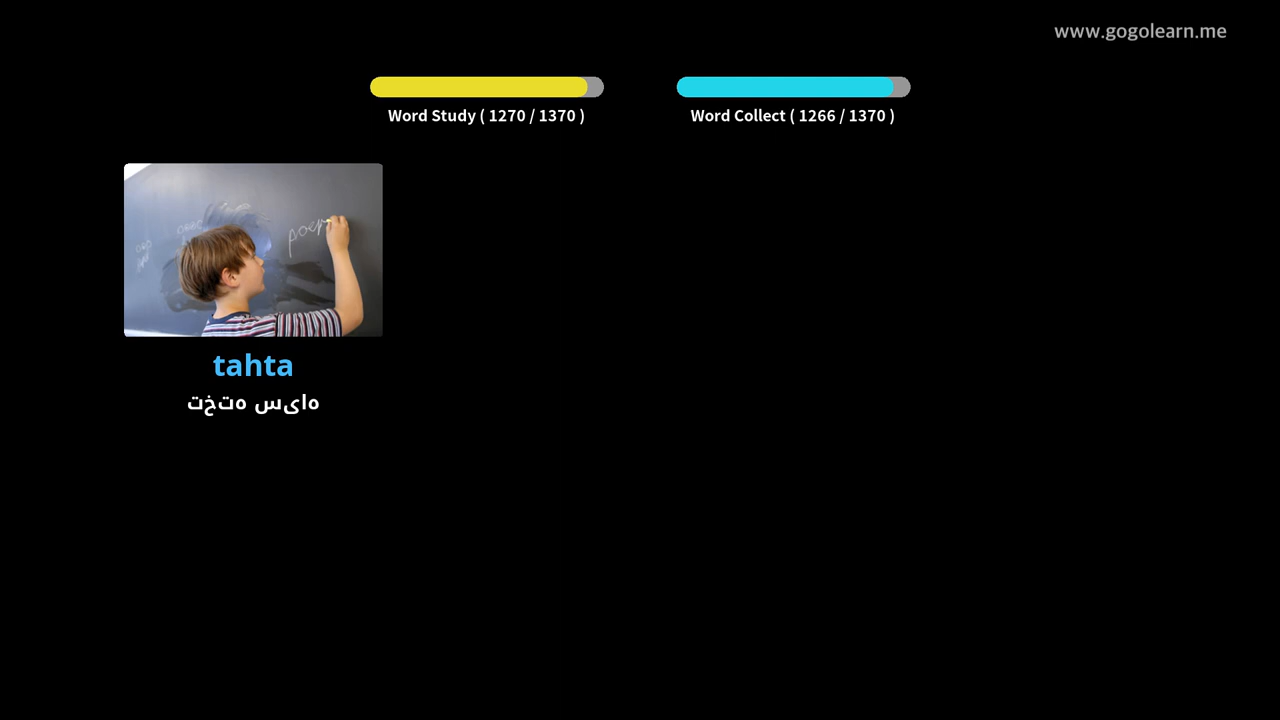 www.gogolearn.me
Word Study ( 1270 / 1370 )
Word Collect ( 1266 / 1370 )
tahta
تخته سیاه